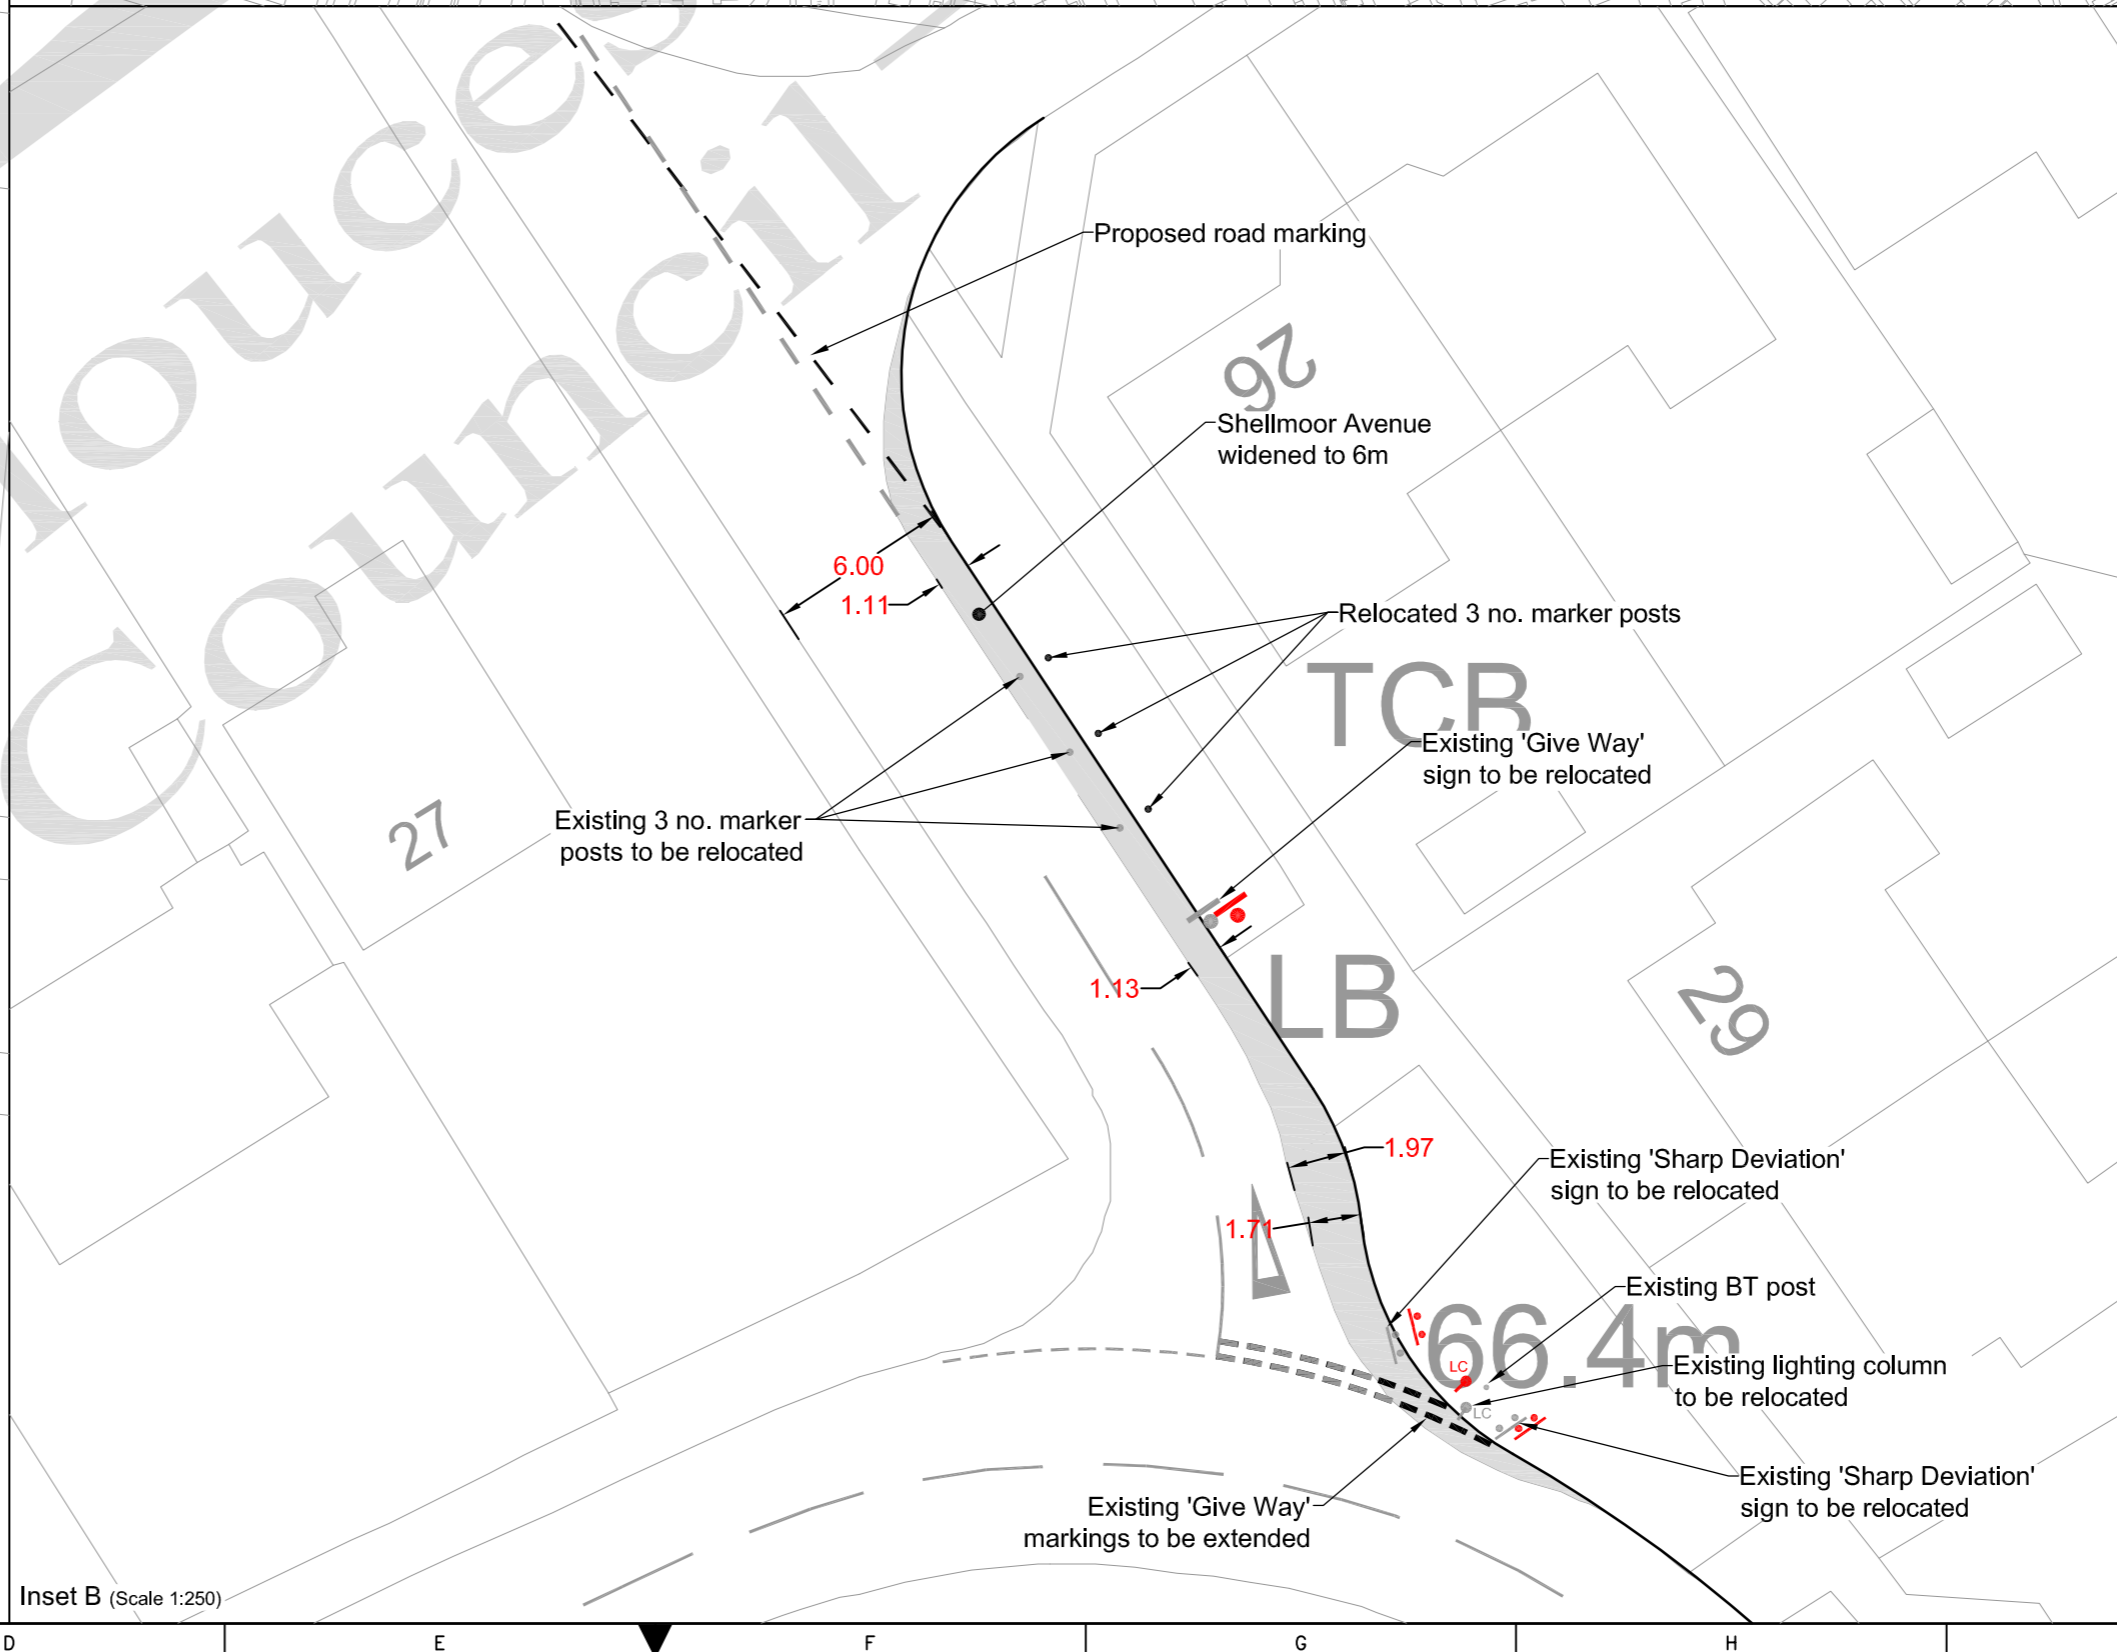 Council
Proposed road marking
26
Shellmoor Avenue
widened to 6m
6.00
1.11
Relocated 3 no. marker posts
TCB
Existing 'Give Way'
sign to be relocated
27
Existing 3 no. marker
posts to be relocated
1.13
LB
29
1.97
Existing 'Sharp Deviation'
sign to be relocated
1.71
Existing BT post
66.4m
LC
Existing lighting column
to be relocated
LC
Existing 'Sharp Deviation'
sign to be relocated
Existing 'Give Way'
markings to be extended
Inset B (Scale 1:250)
D E F G H